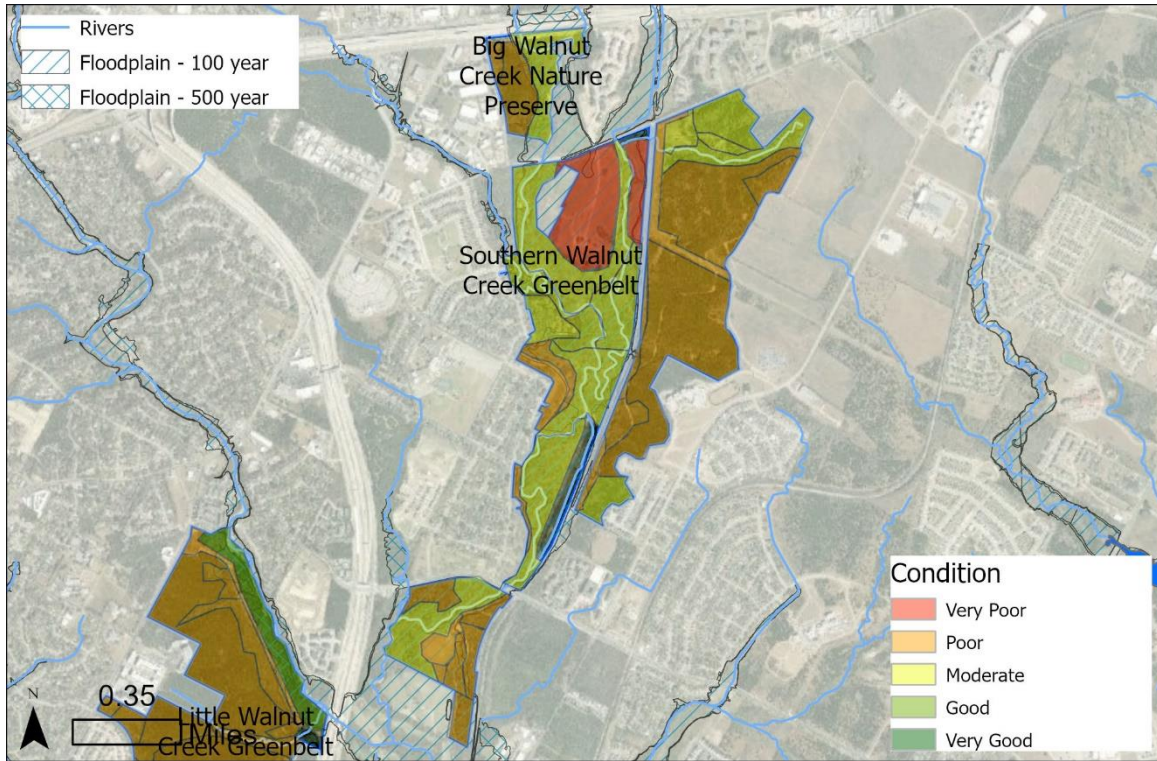 Rivers
Floodplain - 100 year
Floodplain - 500 year
Big Walnut
Creek Nature
Preserve
Southern Walnut
Creek Greenbelt
N
0.35
Miles
Little Walnut
Creek Greenbelt
Condition
Very Poor
Poor
Moderate
Good
Very Good